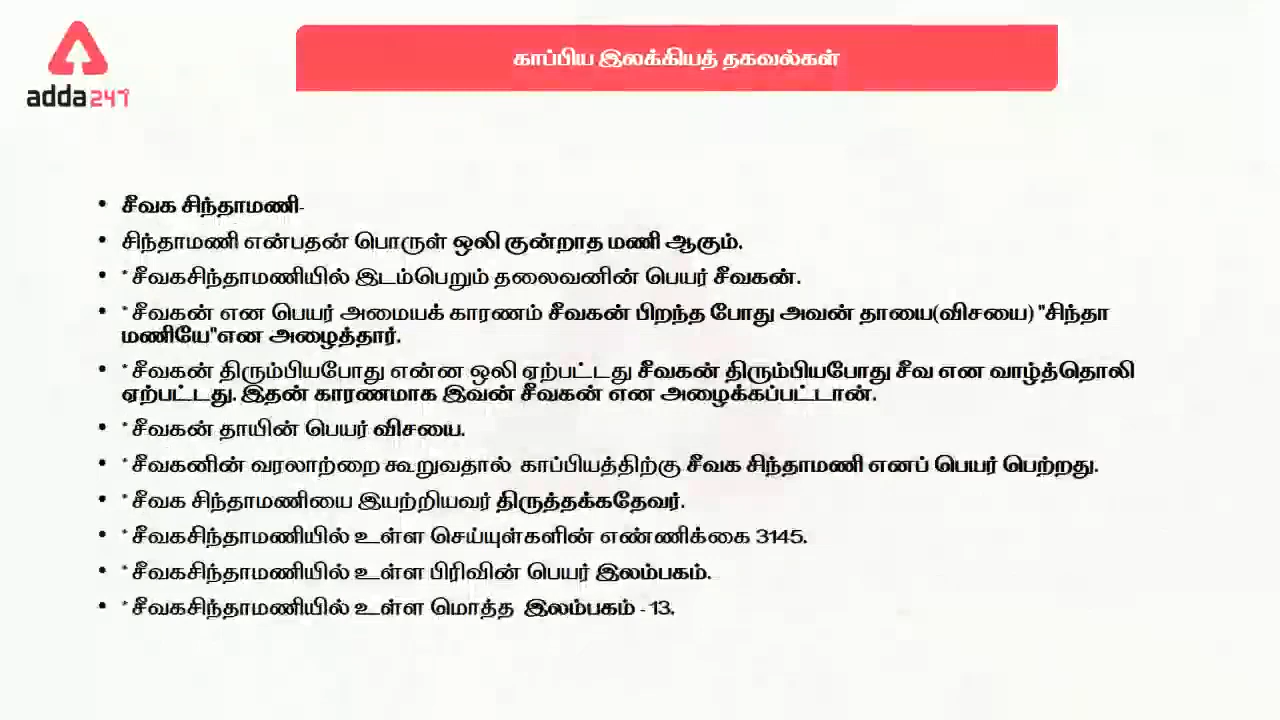 காப்பிய இலக்கியத் தகவல்கள்
adda247
• சீவக சிந்தாமணி-
• சிந்தாமணி என்பதன் பொருள் ஒலி குன்றாத மணி ஆகும்.
• * சீவகசிந்தாமணியில் இடம்பெறும் தலைவனின் பெயர் சீவகன்.
• * சீவகன் என பெயர் அமையக் காரணம் சீவகன் பிறந்த போது அவன் தாயை(விசயை) "சிந்தா
மணியே"என அழைத்தார்.
• * சீவகன் திரும்பியபோது என்ன ஒலி ஏற்பட்டது சீவகன் திரும்பியபோது சீவ என வாழ்த்தொலி
ஏற்பட்டது. இதன் காரணமாக இவன் சீவகன் என அழைக்கப்பட்டான்.
• * சீவகன் தாயின் பெயர் விசயை.
• * சீவகனின் வரலாற்றை கூறுவதால் காப்பியத்திற்கு சீவக சிந்தாமணி எனப் பெயர் பெற்றது.
• * சீவக சிந்தாமணியை இயற்றியவர் திருத்தக்கதேவர்.
• * சீவகசிந்தாமணியில் உள்ள செய்யுள்களின் எண்ணிக்கை 3145.
• * சீவகசிந்தாமணியில் உள்ள பிரிவின் பெயர் இலம்பகம்.
• * சீவகசிந்தாமணியில் உள்ள மொத்த இலம்பகம் - 13.